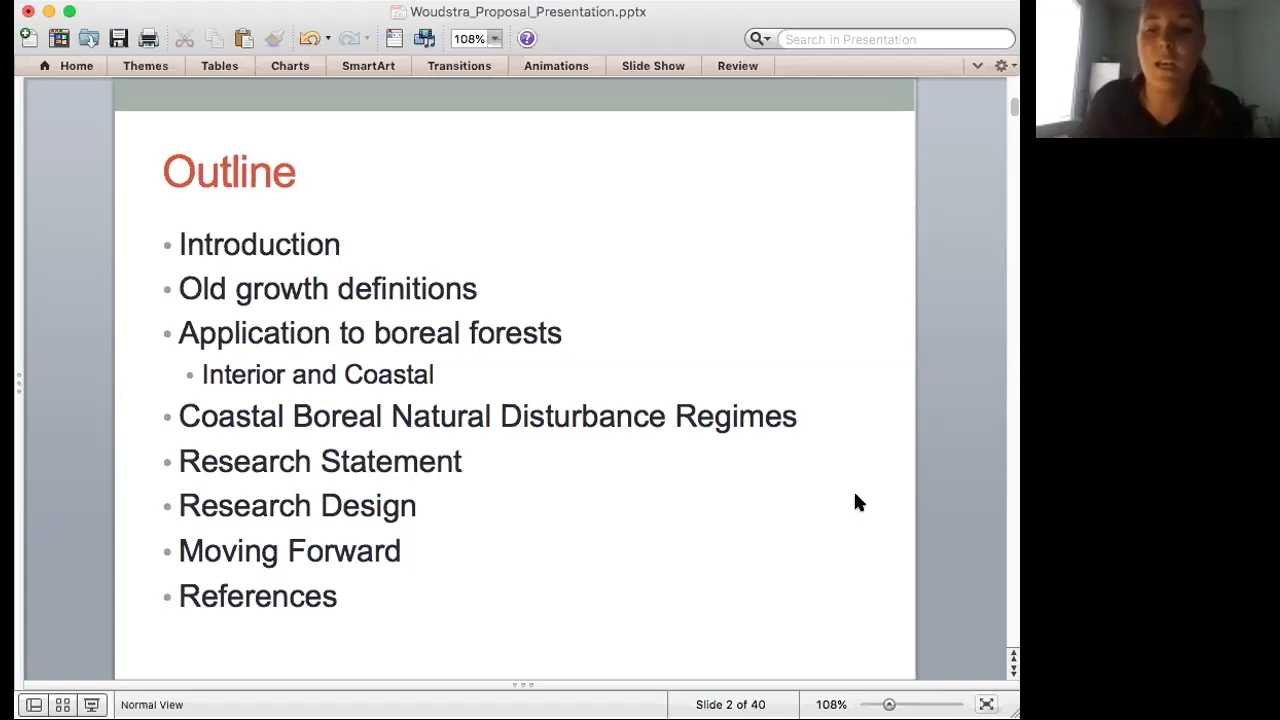 Woudstra_Proposal_Presentation.pptx
108%
Search in Presentation
Home Themes Tables Charts SmartArt Transitions Animations Slide Show Review
Outline
• Introduction
• Old growth definitions
• Application to boreal forests
• Interior and Coastal
• Coastal Boreal Natural Disturbance Regimes
• Research Statement
• Research Design
• Moving Forward
• References
Normal View Slide 2 of 40 108%